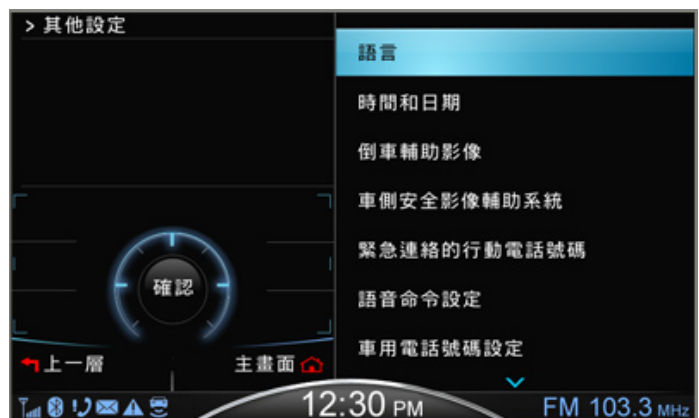 > 其他設定
語言
時間和日期
倒車輔助影像
車側安全影像輔助系統
緊急連絡的行動電話號碼
語音命令設定
車用電話號碼設定
確認
上一層
主畫面
12:30 PM
FM 103.3 MHz